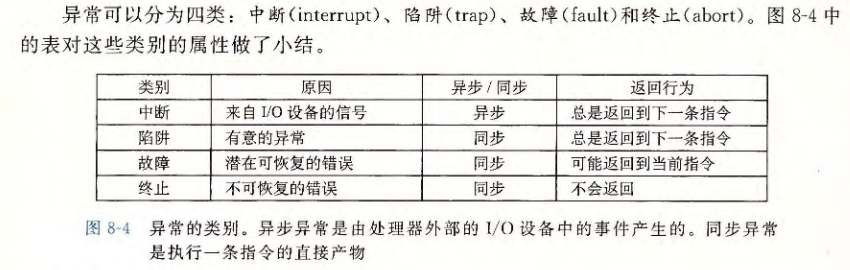 异常可以分为四类：中断(interrupt)、陷阱(trap)、故障(fault)和终止(abort)。图 8-4 中
的表对这些类别的属性做了小结。
类别 原因 异步/同步 返回行为
中断 来自 I/O 设备的信号 异步 总是返回到下一条指令
陷阱 有意的异常 同步 总是返回到下一条指令
故障 潜在可恢复的错误 同步 可能返回到当前指令
终止 不可恢复的错误 同步 不会返回
图 8-4 异常的类别。异步异常是由处理器外部的 I/O 设备中的事件产生的。同步异常
是执行一条指令的直接产物